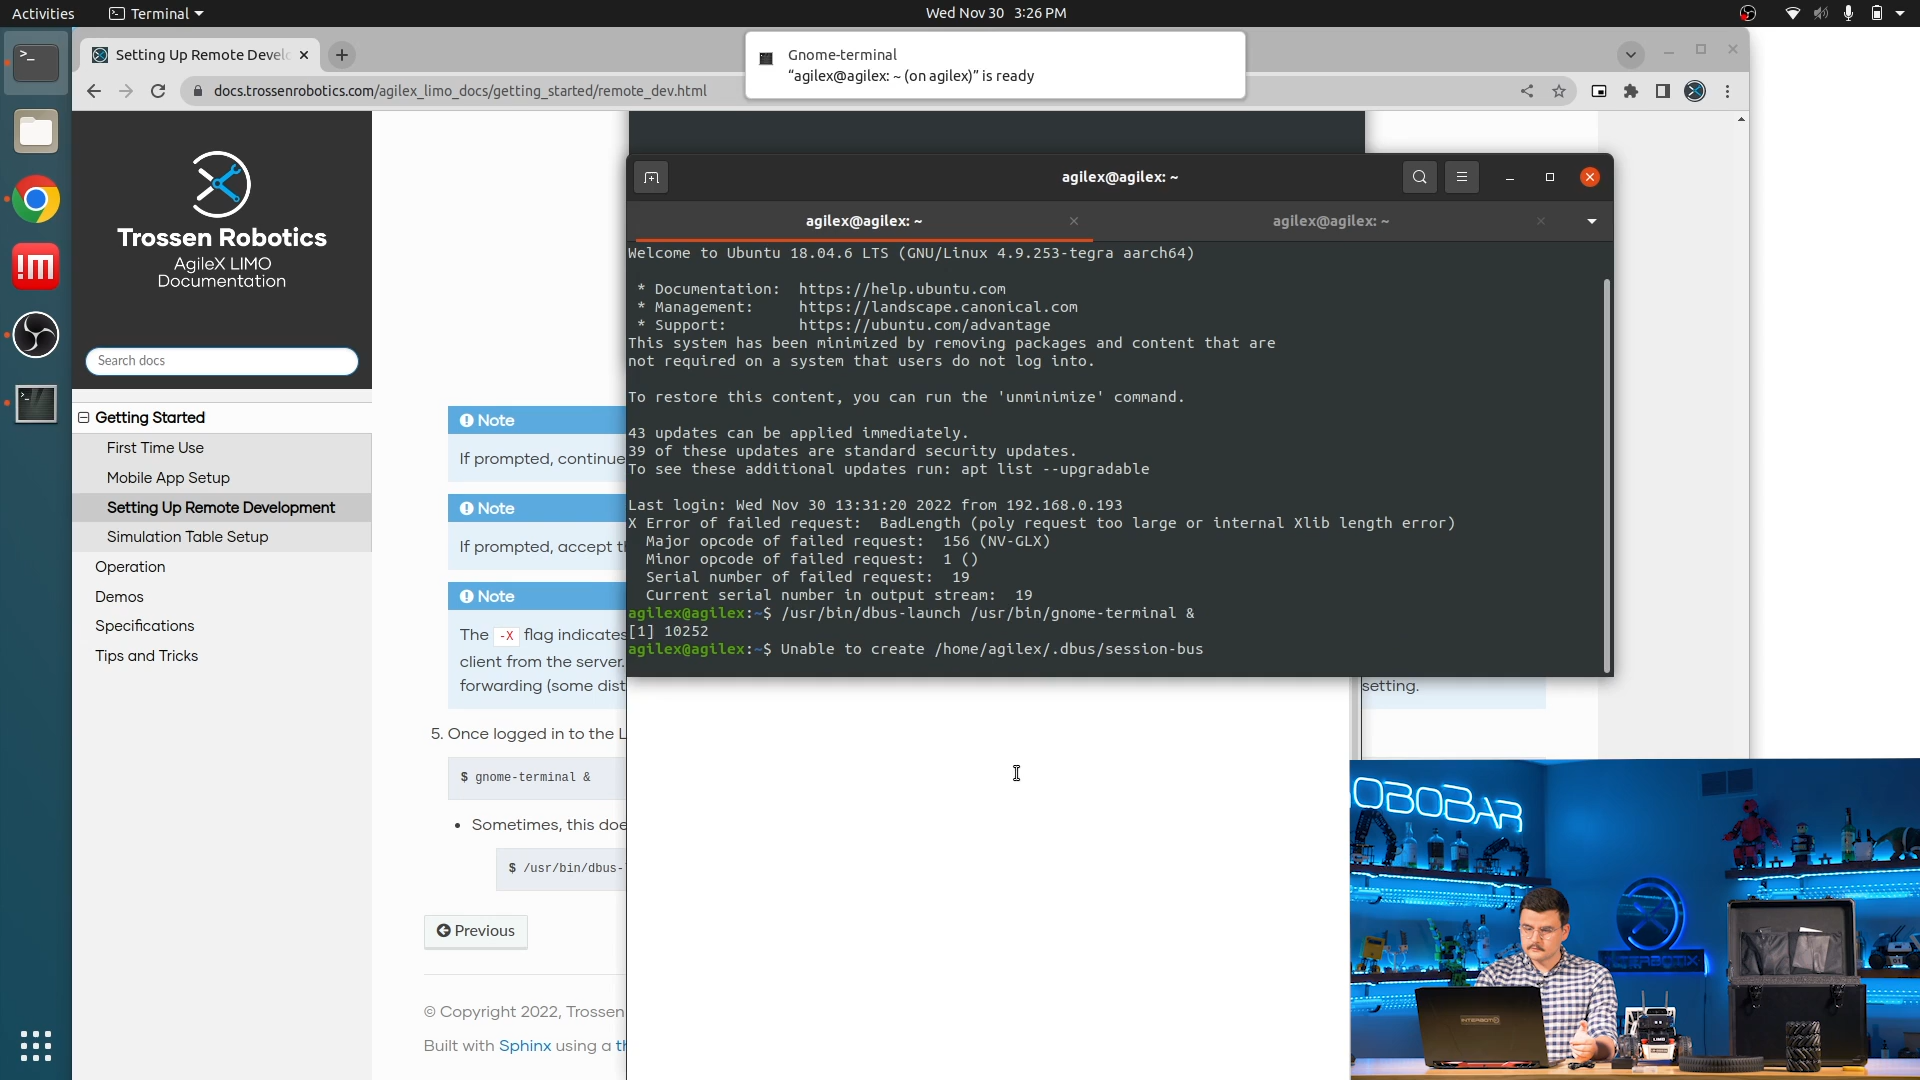 Activities
Terminal
Wed Nov 30 3:26 PM
Setting Up Remote Devel
Gnome-terminal
“agilex@agilex: ~ (on agilex)” is ready
docs.trossenrobotics.com/agilex_limo_docs/getting_started/remote_dev.html
Trossen Robotics
AgileX LIMO
Documentation
Search docs
Getting Started
First Time Use
Mobile App Setup
Setting Up Remote Development
Simulation Table Setup
Operation
Demos
Specifications
Tips and Tricks
Note
If prompted, continue
Note
If prompted, accept th
Note
The -X flag indicates
client from the server.
forwarding (some dist
setting.
5. Once logged in to the L
$ gnome-terminal &
• Sometimes, this doe
$ /usr/bin/dbus-
Previous
© Copyright 2022, Trossen
Built with Sphinx using a th
agilex@agilex: ~
agilex@agilex: ~
agilex@agilex: ~
Welcome to Ubuntu 18.04.6 LTS (GNU/Linux 4.9.253-tegra aarch64)
* Documentation: https://help.ubuntu.com
* Management: https://landscape.canonical.com
* Support: https://ubuntu.com/advantage
This system has been minimized by removing packages and content that are
not required on a system that users do not log into.
To restore this content, you can run the 'unminimize' command.
43 updates can be applied immediately.
39 of these updates are standard security updates.
To see these additional updates run: apt list --upgradable
Last login: Wed Nov 30 13:31:20 2022 from 192.168.0.193
X Error of failed request: BadLength (poly request too large or internal Xlib length error)
Major opcode of failed request: 156 (NV-GLX)
Minor opcode of failed request: 1 ()
Serial number of failed request: 19
Current serial number in output stream: 19
agilex@agilex:~$ /usr/bin/dbus-launch /usr/bin/gnome-terminal &
[1] 10252
agilex@agilex:~$ Unable to create /home/agilex/.dbus/session-bus
OBOBAR
INTERBOTIX
INTERBOTIX
LIMO